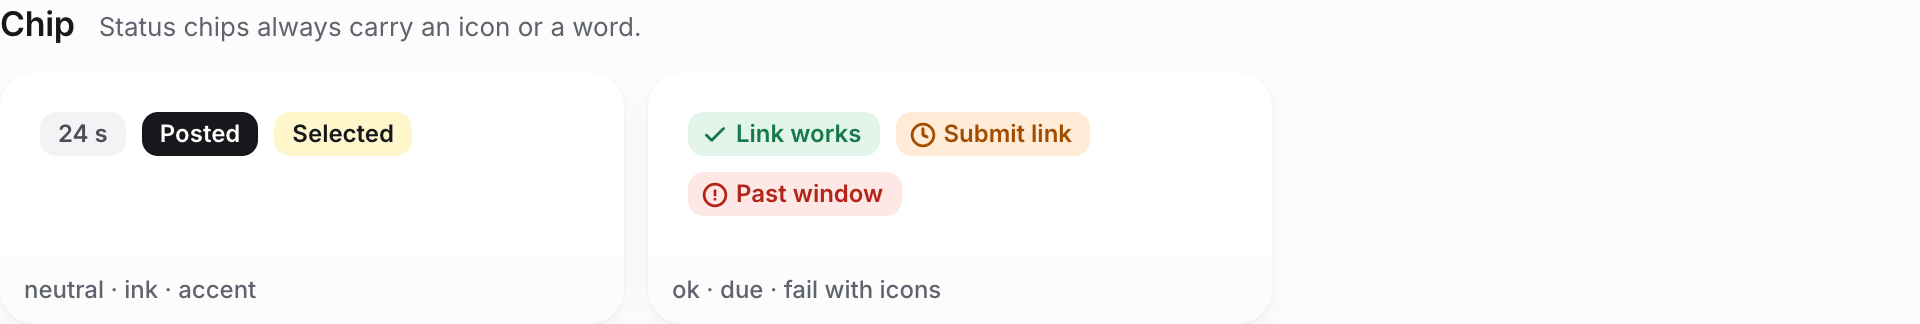 Chip Status chips always carry an icon or a word.
24 s Posted Selected
neutral · ink · accent
Link works Submit link
Past window
ok · due · fail with icons